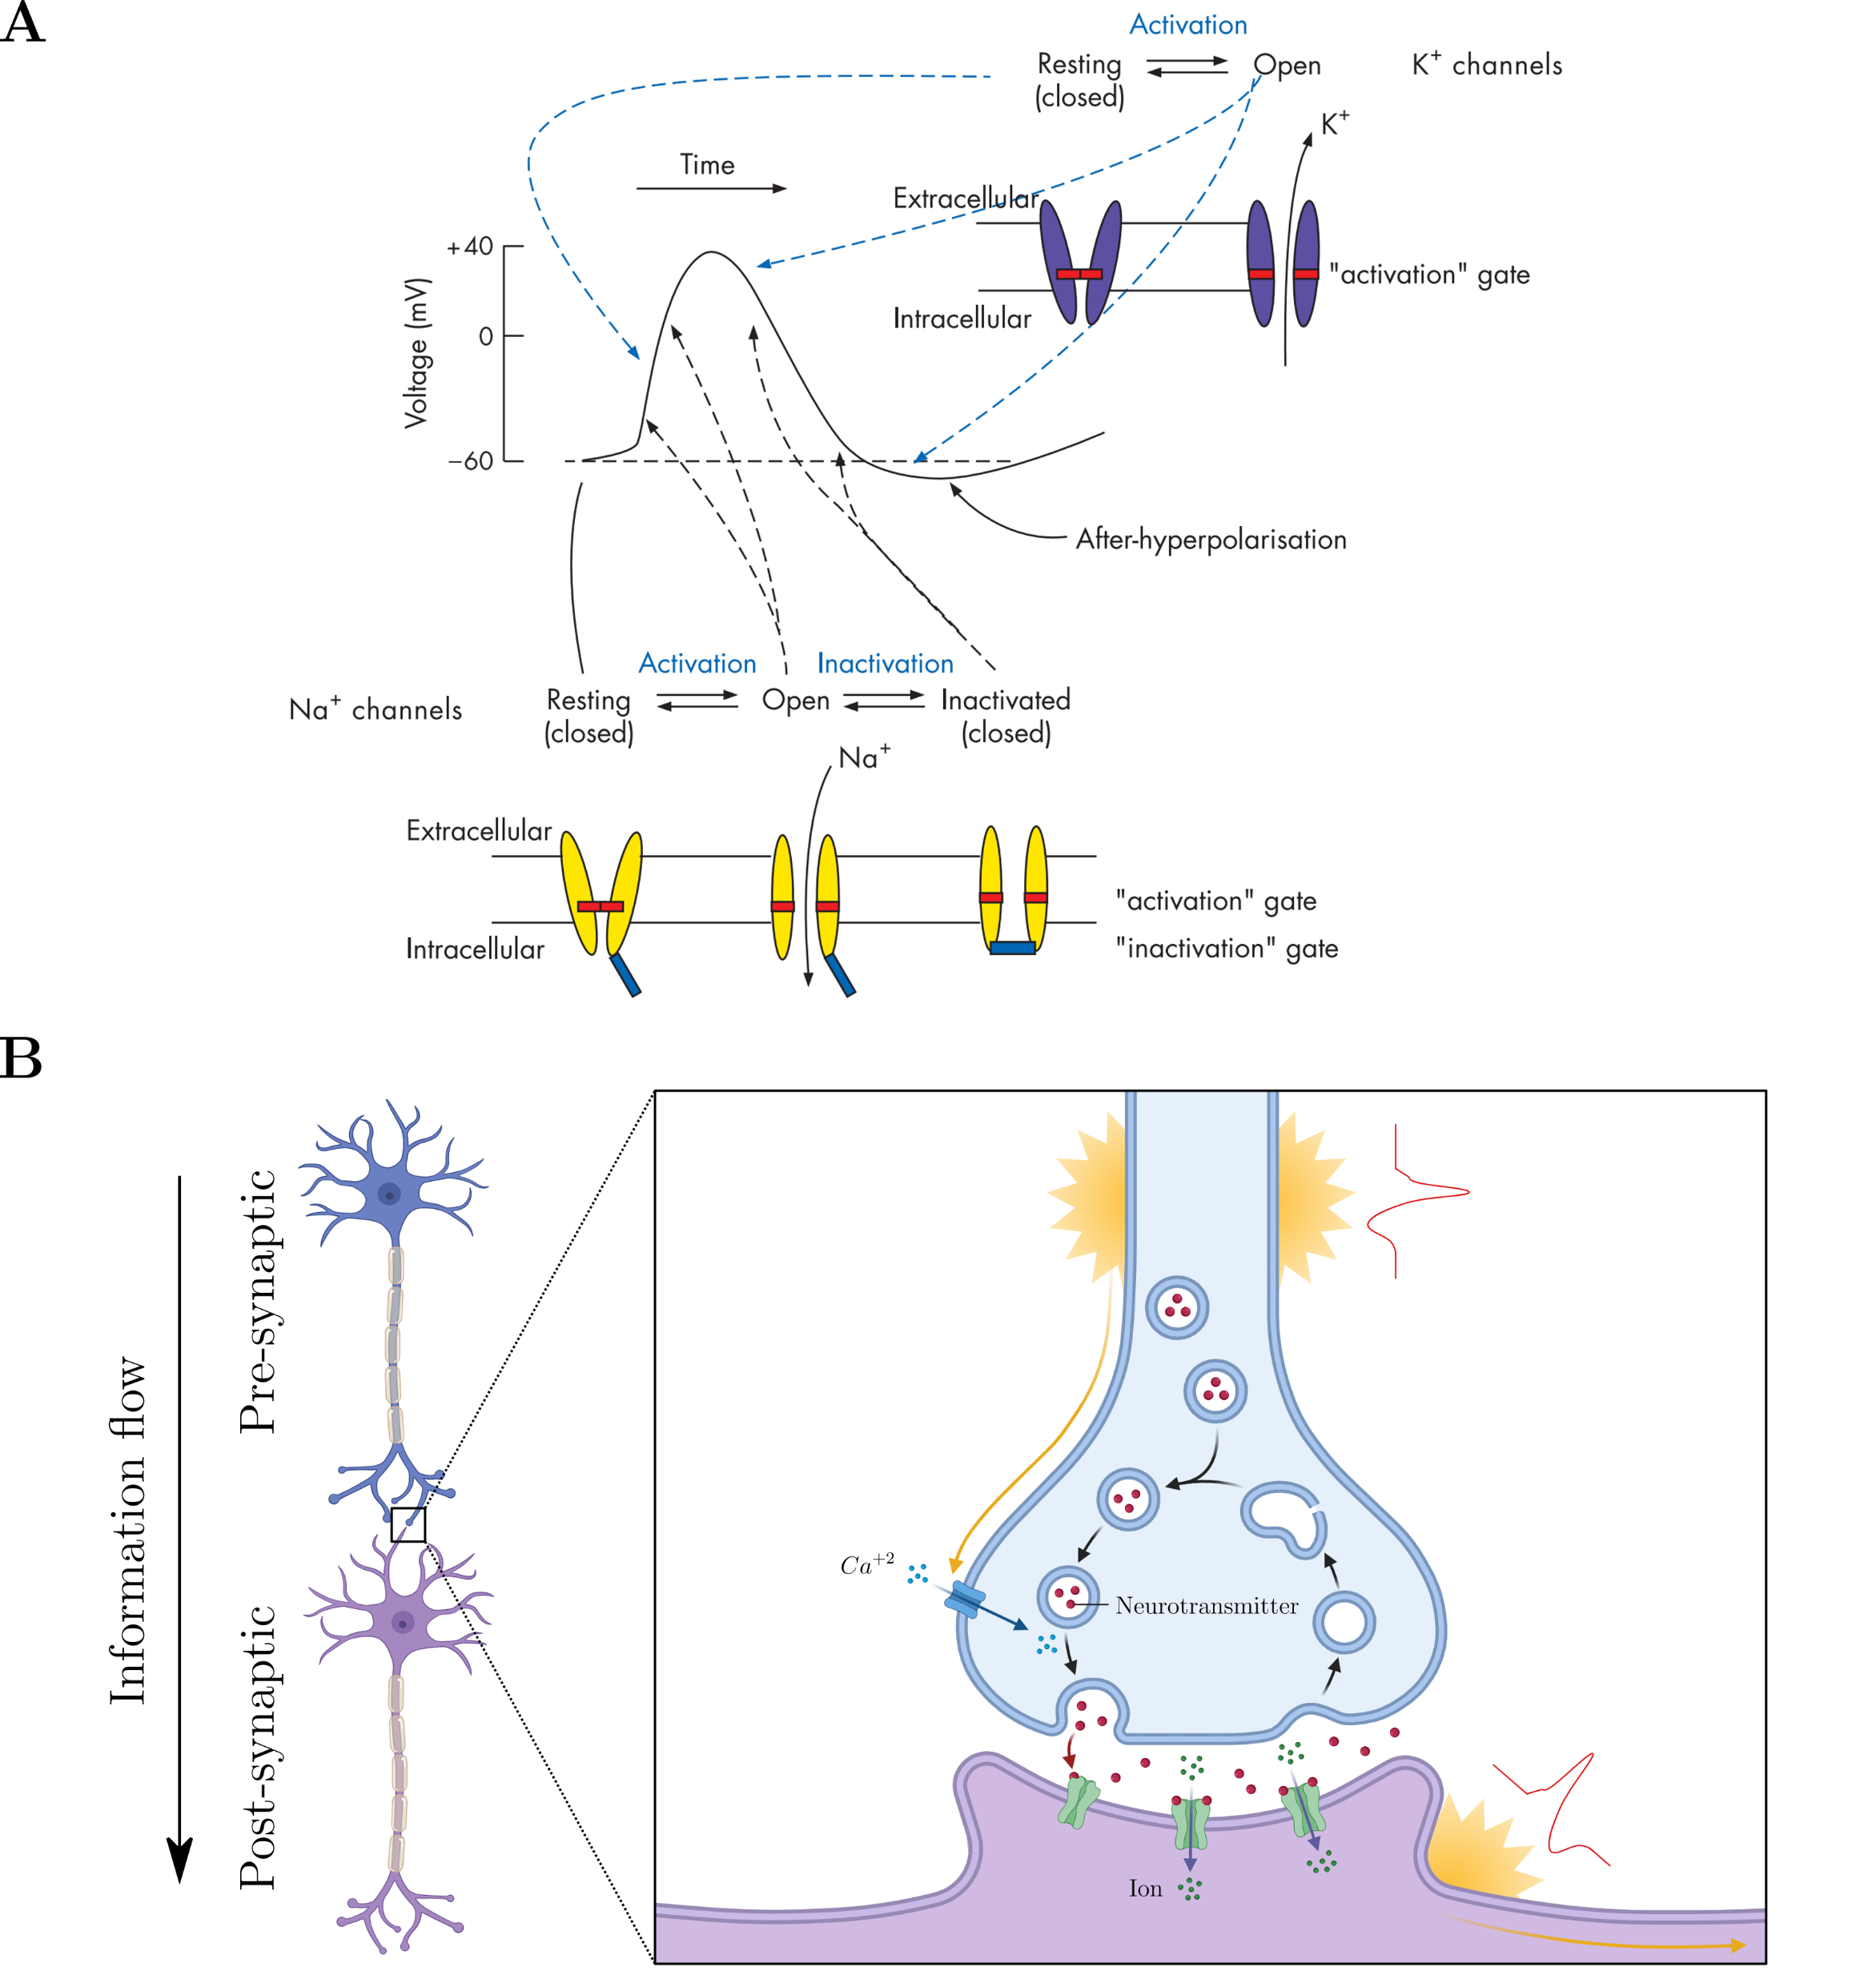 A
Activation
Resting
(closed)
Open
K⁺ channels
K⁺
Time
Extracellular
Intracellular
"activation" gate
Voltage (mV)
+40
0
−60
After-hyperpolarisation
Activation
Inactivation
Na⁺ channels
Resting
(closed)
Open
Inactivated
(closed)
Na⁺
Extracellular
Intracellular
"activation" gate
"inactivation" gate
B
Information flow
Pre-synaptic
Post-synaptic
Ca⁺²
Neurotransmitter
Ion